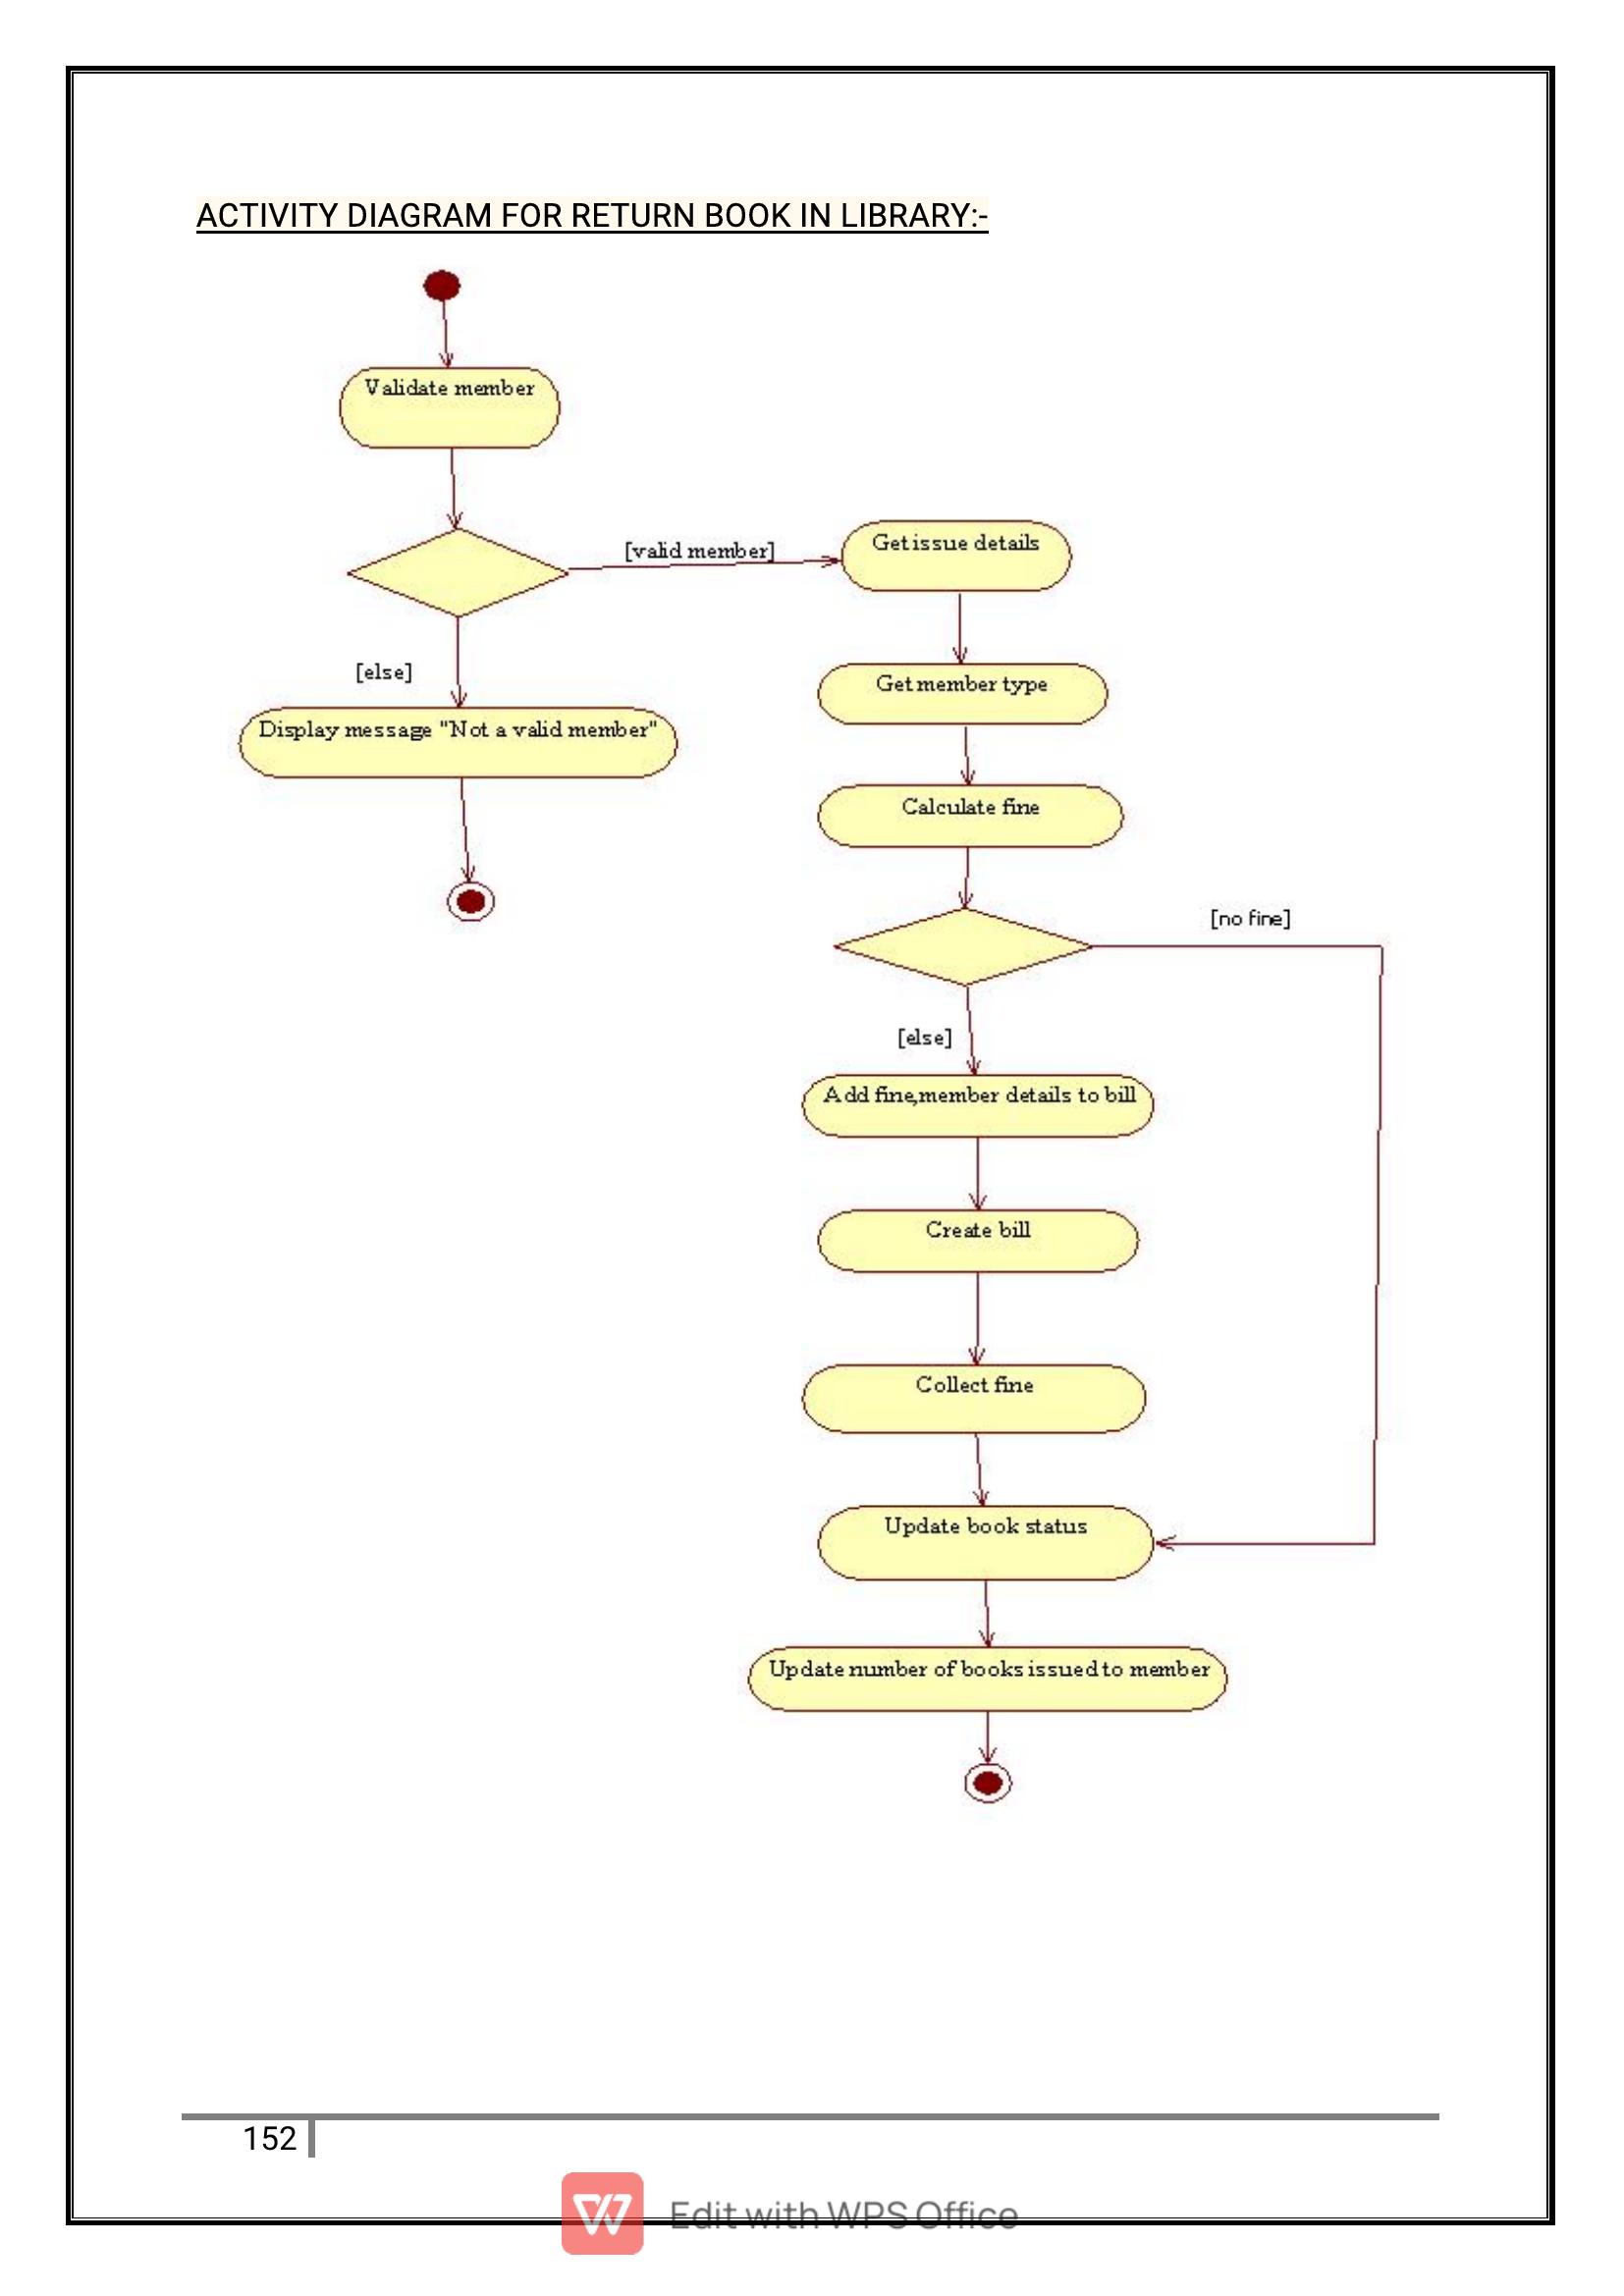 ACTIVITY DIAGRAM FOR RETURN BOOK IN LIBRARY:-
Validate member
[valid member]
Get issue details
[else]
Get member type
Display message "Not a valid member"
Calculate fine
[no fine]
[else]
Add fine,member details to bill
Create bill
Collect fine
Update book status
Update number of books issued to member
152
Edit with WPS Office